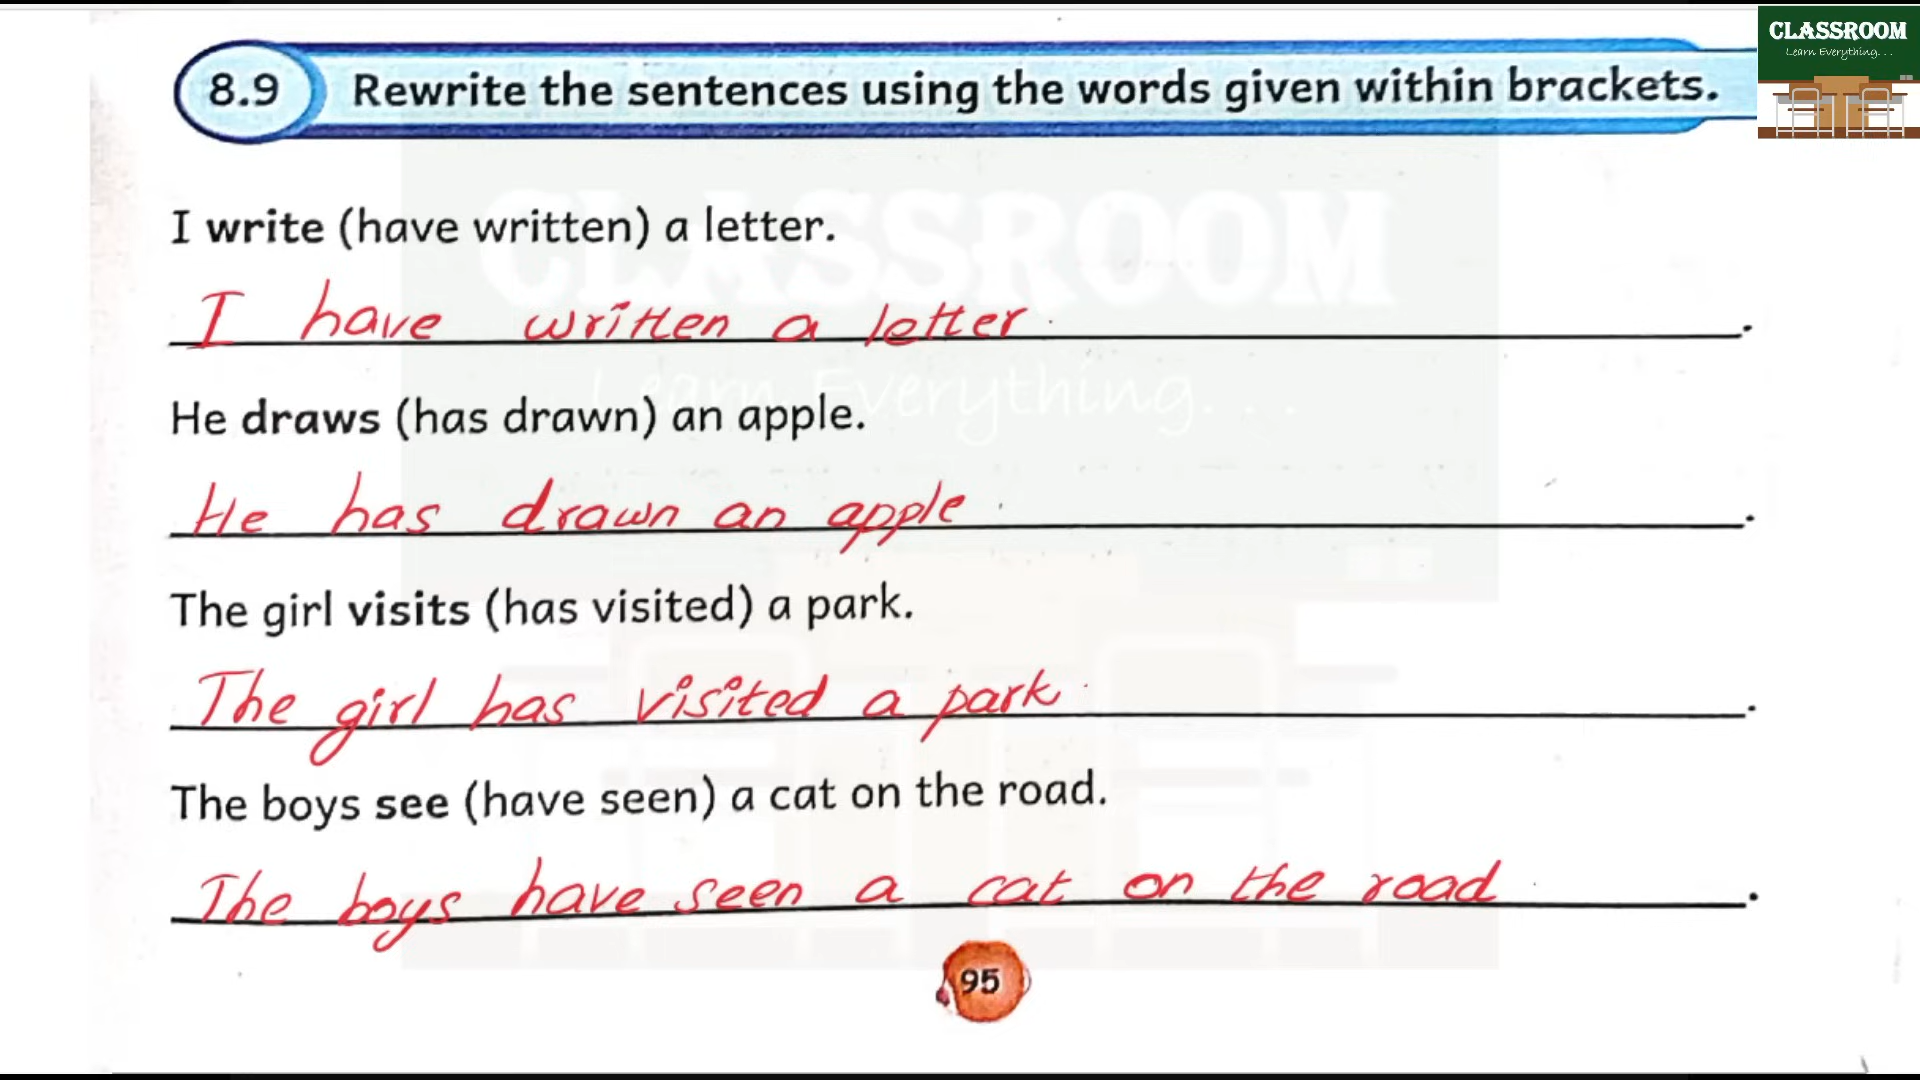 CLASSROOM
Learn Everything. . .
8.9 Rewrite the sentences using the words given within brackets.
I write (have written) a letter.
I have written a letter .
He draws (has drawn) an apple.
He has drawn an apple .
The girl visits (has visited) a park.
The girl has visited a park .
The boys see (have seen) a cat on the road.
The boys have seen a cat on the road .
95
CLASSROOM
Learn Everything. . .